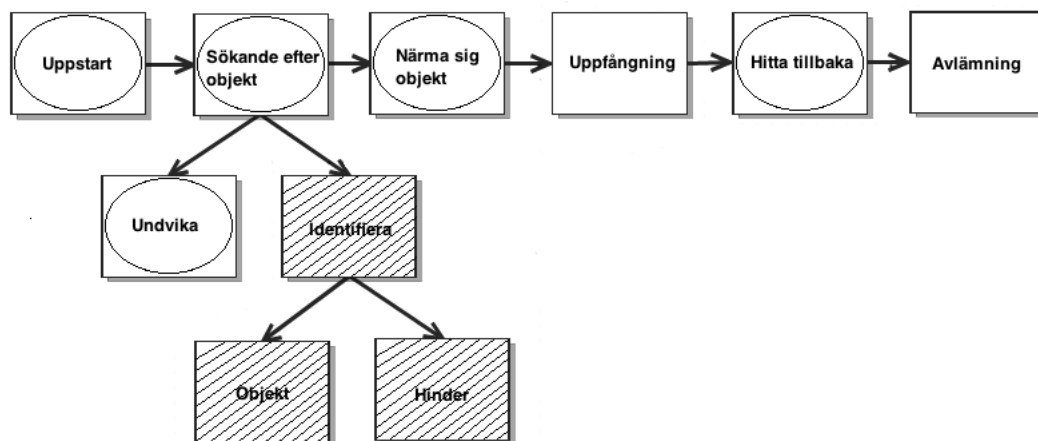 Uppstart
Sökande efter
objekt
Närma sig
objekt
Uppfångning
Hitta tillbaka
Avlämning
Undvika
Identifiera
Objekt
Hinder